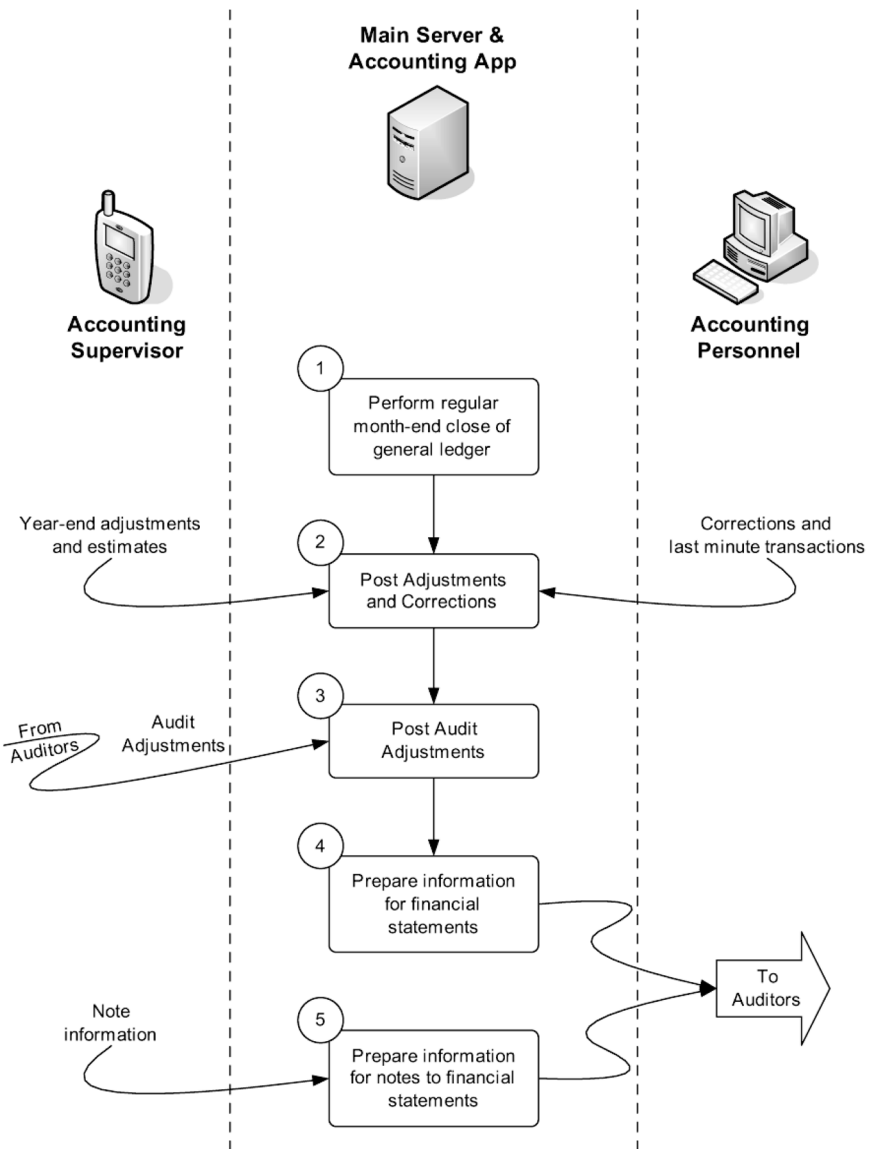 Main Server &
Accounting App
Accounting
Supervisor
Accounting
Personnel
1
Perform regular
month-end close of
general ledger
Year-end adjustments
and estimates
2
Post Adjustments
and Corrections
Corrections and
last minute transactions
From
Auditors
Audit
Adjustments
3
Post Audit
Adjustments
4
Prepare information
for financial
statements
To
Auditors
Note
information
5
Prepare information
for notes to financial
statements